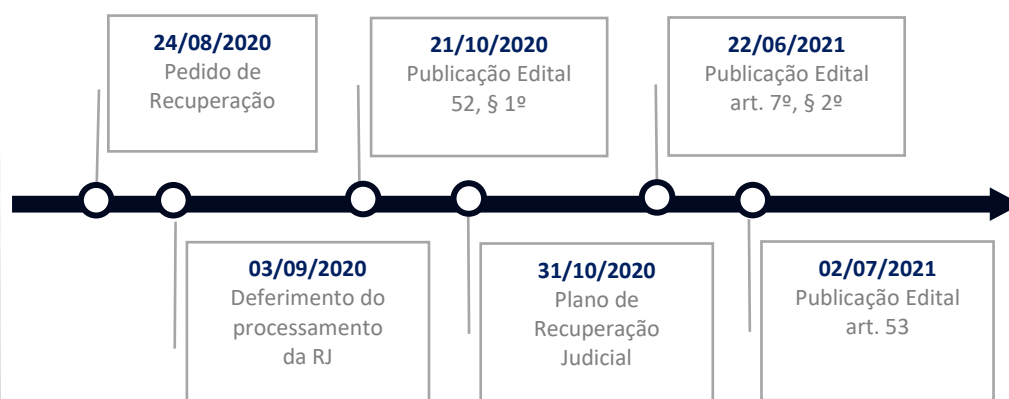 24/08/2020
Pedido de
Recuperação
21/10/2020
Publicação Edital
52, § 1º
22/06/2021
Publicação Edital
art. 7º, § 2º
03/09/2020
Deferimento do
processamento
da RJ
31/10/2020
Plano de
Recuperação
Judicial
02/07/2021
Publicação Edital
art. 53